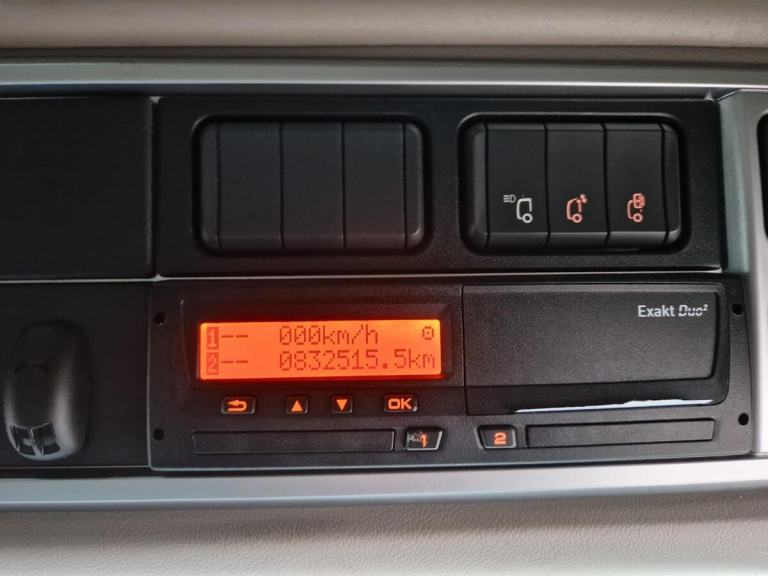 Exakt Duo²
1-- 000km/h
2-- 0832515.5km
OK
1 2